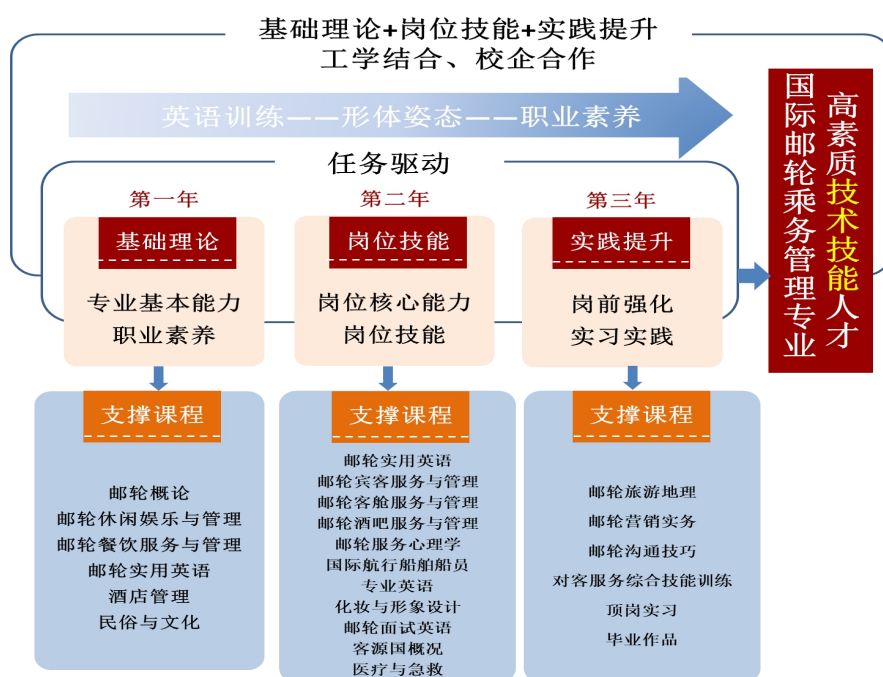 基础理论+岗位技能+实践提升
工学结合、校企合作
英语训练——形体姿态——职业素养
任务驱动
第一年
基础理论
专业基本能力
职业素养
支撑课程
邮轮概论
邮轮休闲娱乐与管理
邮轮餐饮服务与管理
邮轮实用英语
酒店管理
民俗与文化
第二年
岗位技能
岗位核心能力
岗位技能
支撑课程
邮轮实用英语
邮轮宾客服务与管理
邮轮客舱服务与管理
邮轮酒吧服务与管理
邮轮服务心理学
国际航行船舶船员
专业英语
化妆与形象设计
邮轮面试英语
客源国概况
医疗与急救
第三年
实践提升
岗前强化
实习实践
支撑课程
邮轮旅游地理
邮轮营销实务
邮轮沟通技巧
对客服务综合技能训练
顶岗实习
毕业作品
国际邮轮乘务管理专业
高素质技术技能人才